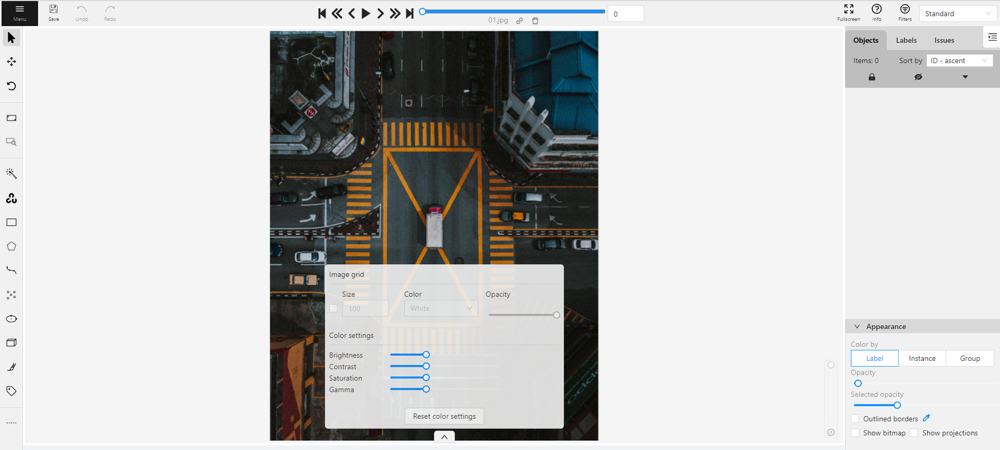 Menu
Save
Undo
Redo
01.jpg
0
Fullscreen
Info
Filters
Standard
Objects
Labels
Issues
Items: 0
Sort by
ID - ascent
Image grid
Size
Color
Opacity
100
White
Color settings
Brightness
Contrast
Saturation
Gamma
Reset color settings
Appearance
Color by
Label
Instance
Group
Opacity
Selected opacity
Outlined borders
Show bitmap
Show projections